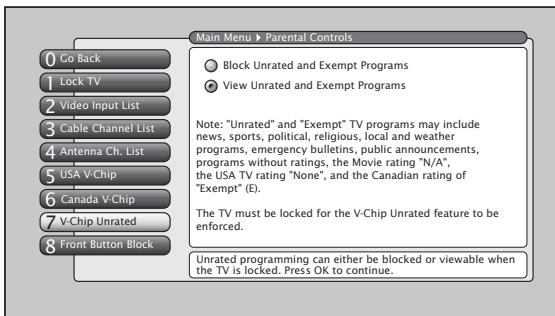 Main Menu ▶ Parental Controls
0 Go Back
1 Lock TV
2 Video Input List
3 Cable Channel List
4 Antenna Ch. List
5 USA V-Chip
6 Canada V-Chip
7 V-Chip Unrated
8 Front Button Block
Block Unrated and Exempt Programs
View Unrated and Exempt Programs
Note: "Unrated" and "Exempt" TV programs may include
news, sports, political, religious, local and weather
programs, emergency bulletins, public announcements,
programs without ratings, the Movie rating "N/A",
the USA TV rating "None", and the Canadian rating of
"Exempt" (E).
The TV must be locked for the V-Chip Unrated feature to be
enforced.
Unrated programming can either be blocked or viewable when
the TV is locked. Press OK to continue.